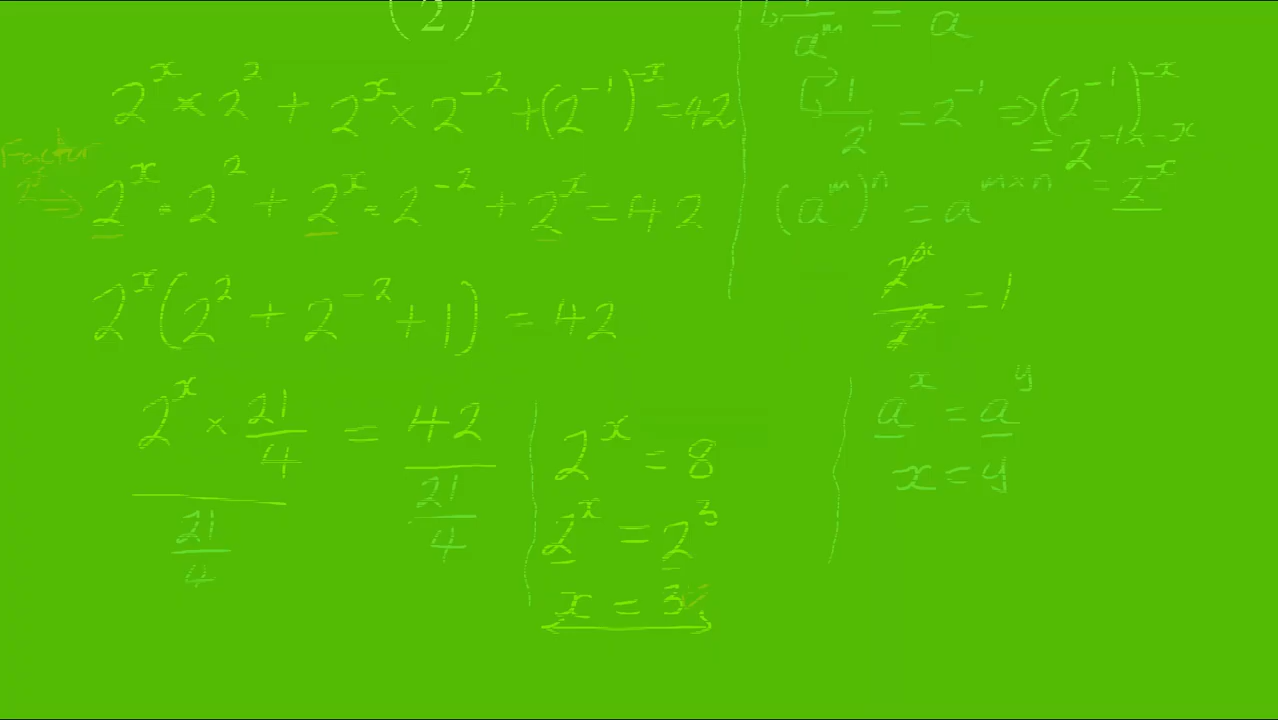 (2)
2^x × 2^2 + 2^x × 2^-2 + (2^-1)^-x = 42
Factor
2^x ⇒ 2^x · 2^2 + 2^x · 2^-2 + 2^x = 42
2^x (2^2 + 2^-2 + 1) = 42
2^x × 21/4 = 42
21/4
21/4
2^x = 8
2^x = 2^3
x = 3
a^m = a
1/2^1 = 2^-1 ⇒ (2^-1)^-x
= 2^-1x-x
(a^m)^n = a^m×n
= 2^x
2^x/2^x = 1
a^x = a^y
x = y